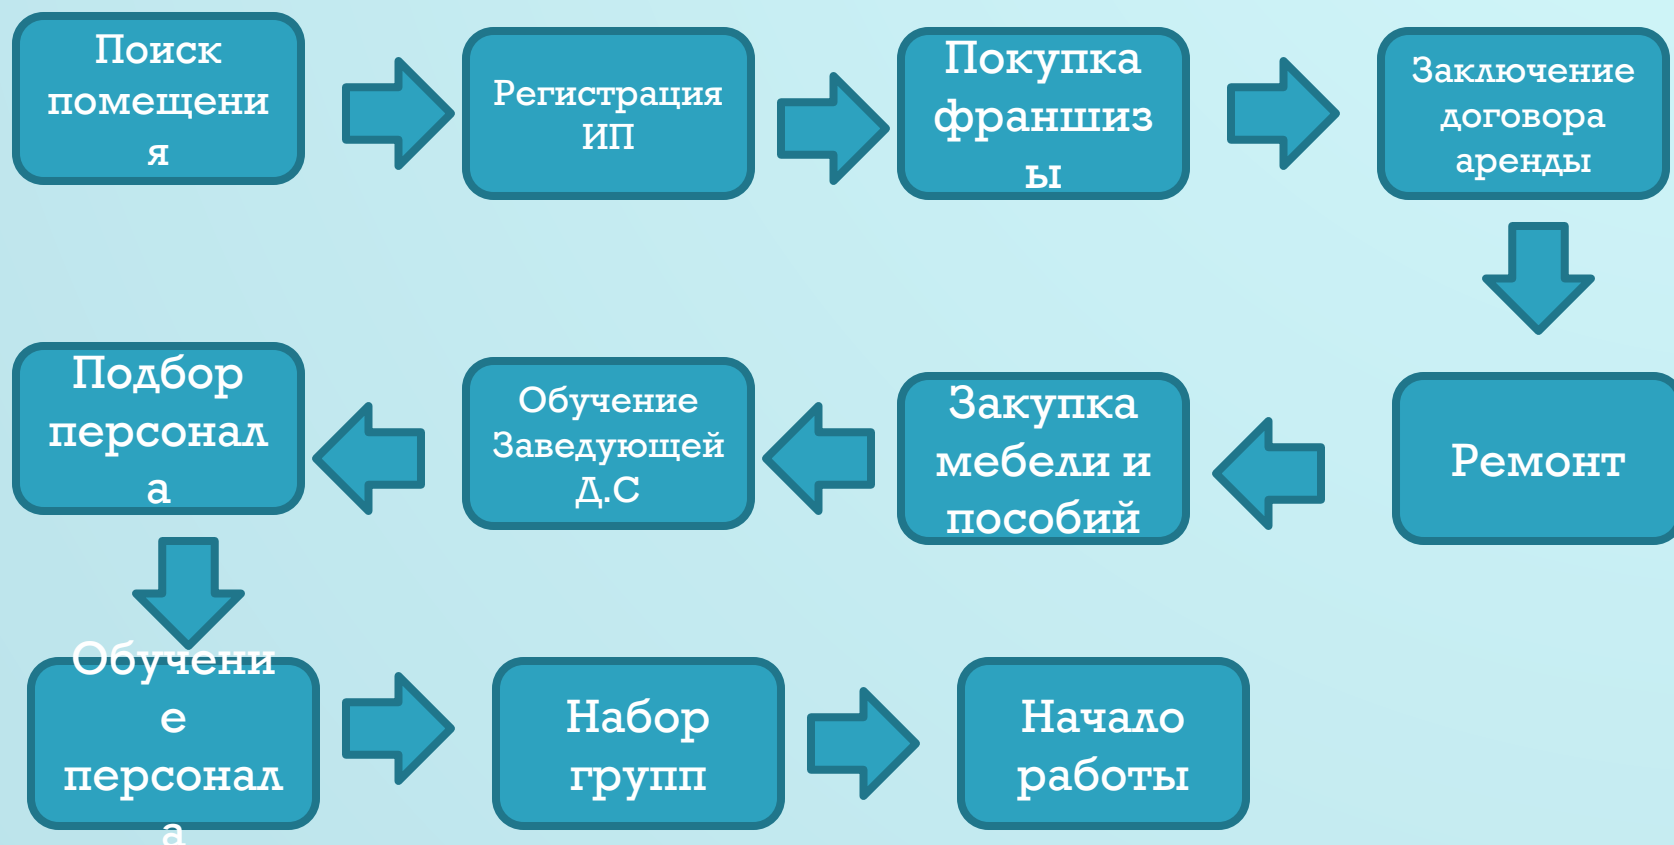 Поиск
помещени
я
Регистрация
ИП
Покупка
франшиз
ы
Заключение
договора
аренды
Подбор
персонал
а
Обучение
Заведующей
Д.С
Закупка
мебели и
пособий
Ремонт
Обучени
е
персонал
а
Набор
групп
Начало
работы